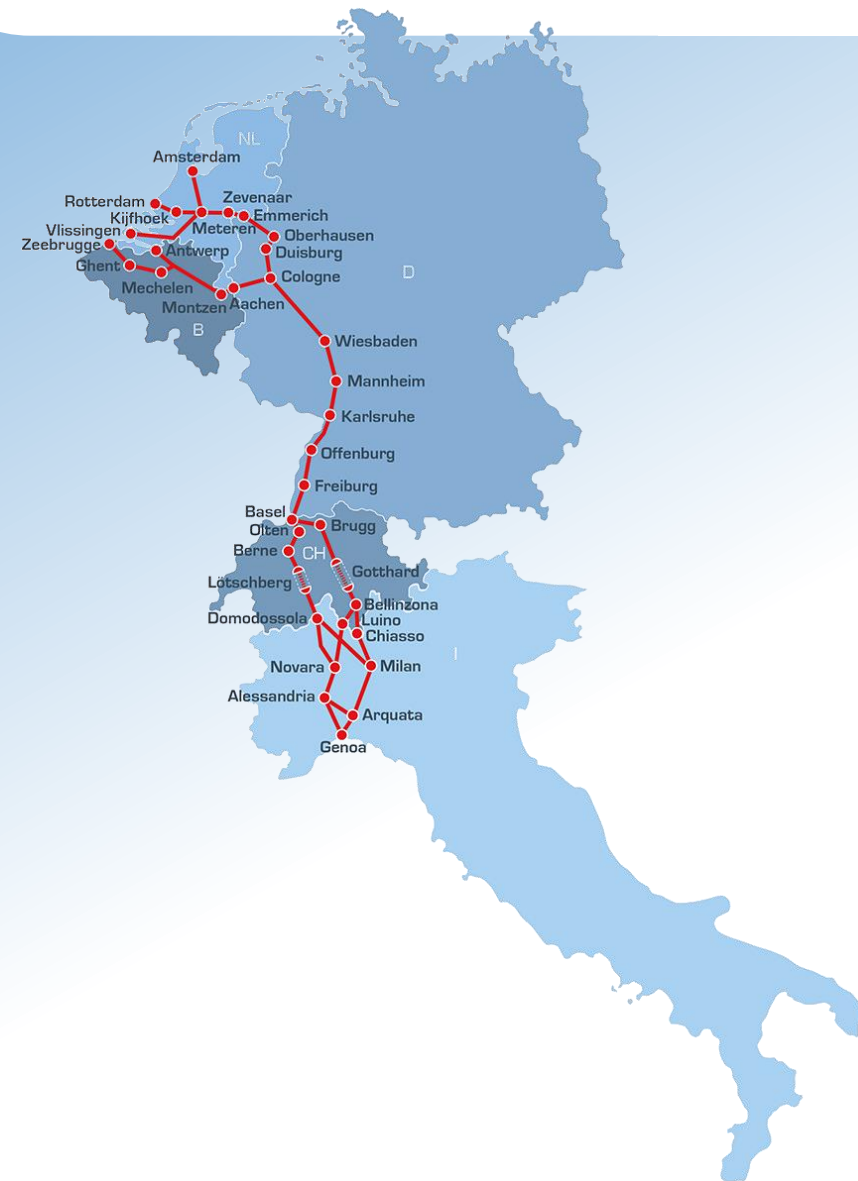 NL
Amsterdam
Rotterdam
Zevenaar
Kijfhoek
Emmerich
Vlissingen
Meteren
Zeebrugge
Oberhausen
Antwerp
Duisburg
Ghent
Cologne
D
Mechelen
Aachen
Montzen
B
Wiesbaden
Mannheim
Karlsruhe
Offenburg
Freiburg
Basel
Brugg
Olten
Berne
CH
Gotthard
Lötschberg
Bellinzona
Domodossola
Luino
Chiasso
I
Novara
Milan
Alessandria
Arquata
Genoa